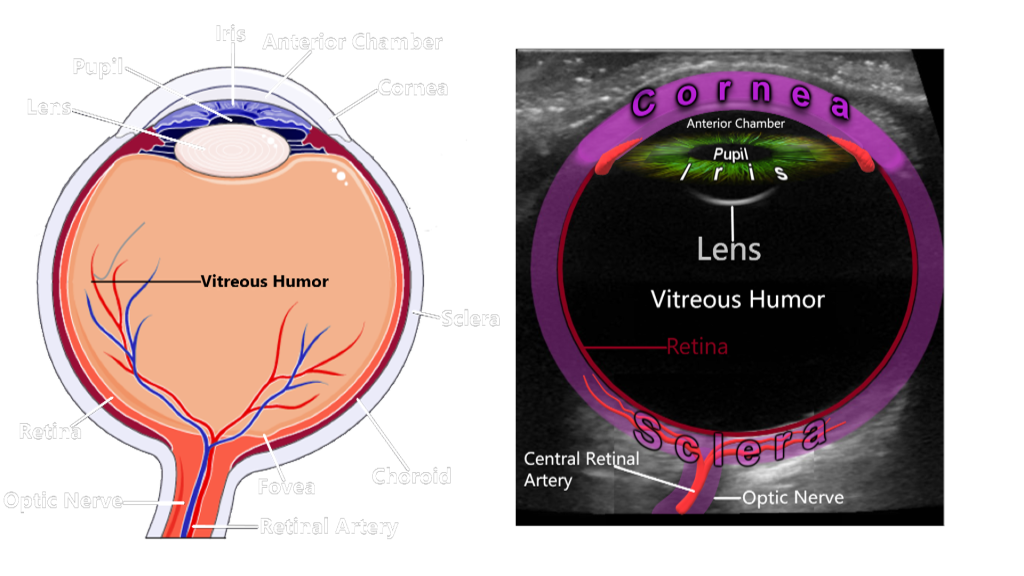 Iris
Anterior Chamber
Pupil
Cornea
Lens
Vitreous Humor
Sclera
Retina
Choroid
Fovea
Optic Nerve
Retinal Artery
Cornea
Anterior Chamber
Pupil
Iris
Lens
Vitreous Humor
Retina
Sclera
Central Retinal
Artery
Optic Nerve